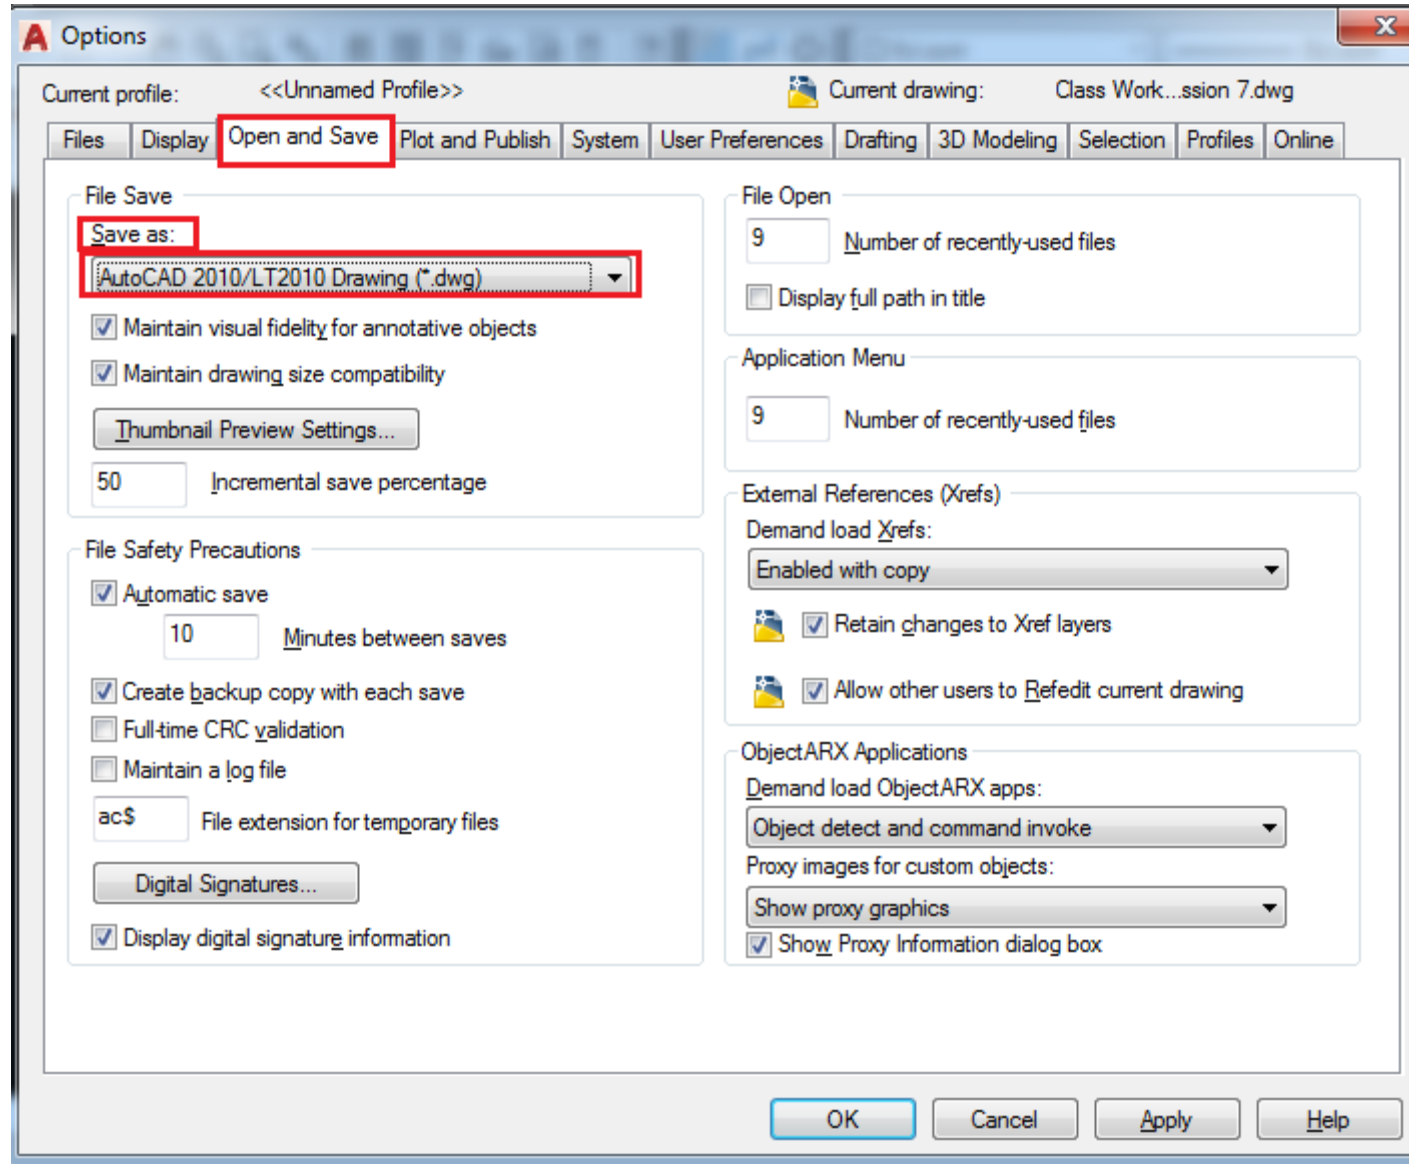 Options
Current profile: <<Unnamed Profile>> Current drawing: Class Work...ssion 7.dwg
Files Display Open and Save Plot and Publish System User Preferences Drafting 3D Modeling Selection Profiles Online
File Save
Save as:
AutoCAD 2010/LT2010 Drawing (*.dwg)
Maintain visual fidelity for annotative objects
Maintain drawing size compatibility
Thumbnail Preview Settings...
50 Incremental save percentage
File Safety Precautions
Automatic save
10 Minutes between saves
Create backup copy with each save
Full-time CRC validation
Maintain a log file
ac$ File extension for temporary files
Digital Signatures...
Display digital signature information
File Open
9 Number of recently-used files
Display full path in title
Application Menu
9 Number of recently-used files
External References (Xrefs)
Demand load Xrefs:
Enabled with copy
Retain changes to Xref layers
Allow other users to Refedit current drawing
ObjectARX Applications
Demand load ObjectARX apps:
Object detect and command invoke
Proxy images for custom objects:
Show proxy graphics
Show Proxy Information dialog box
OK Cancel Apply Help